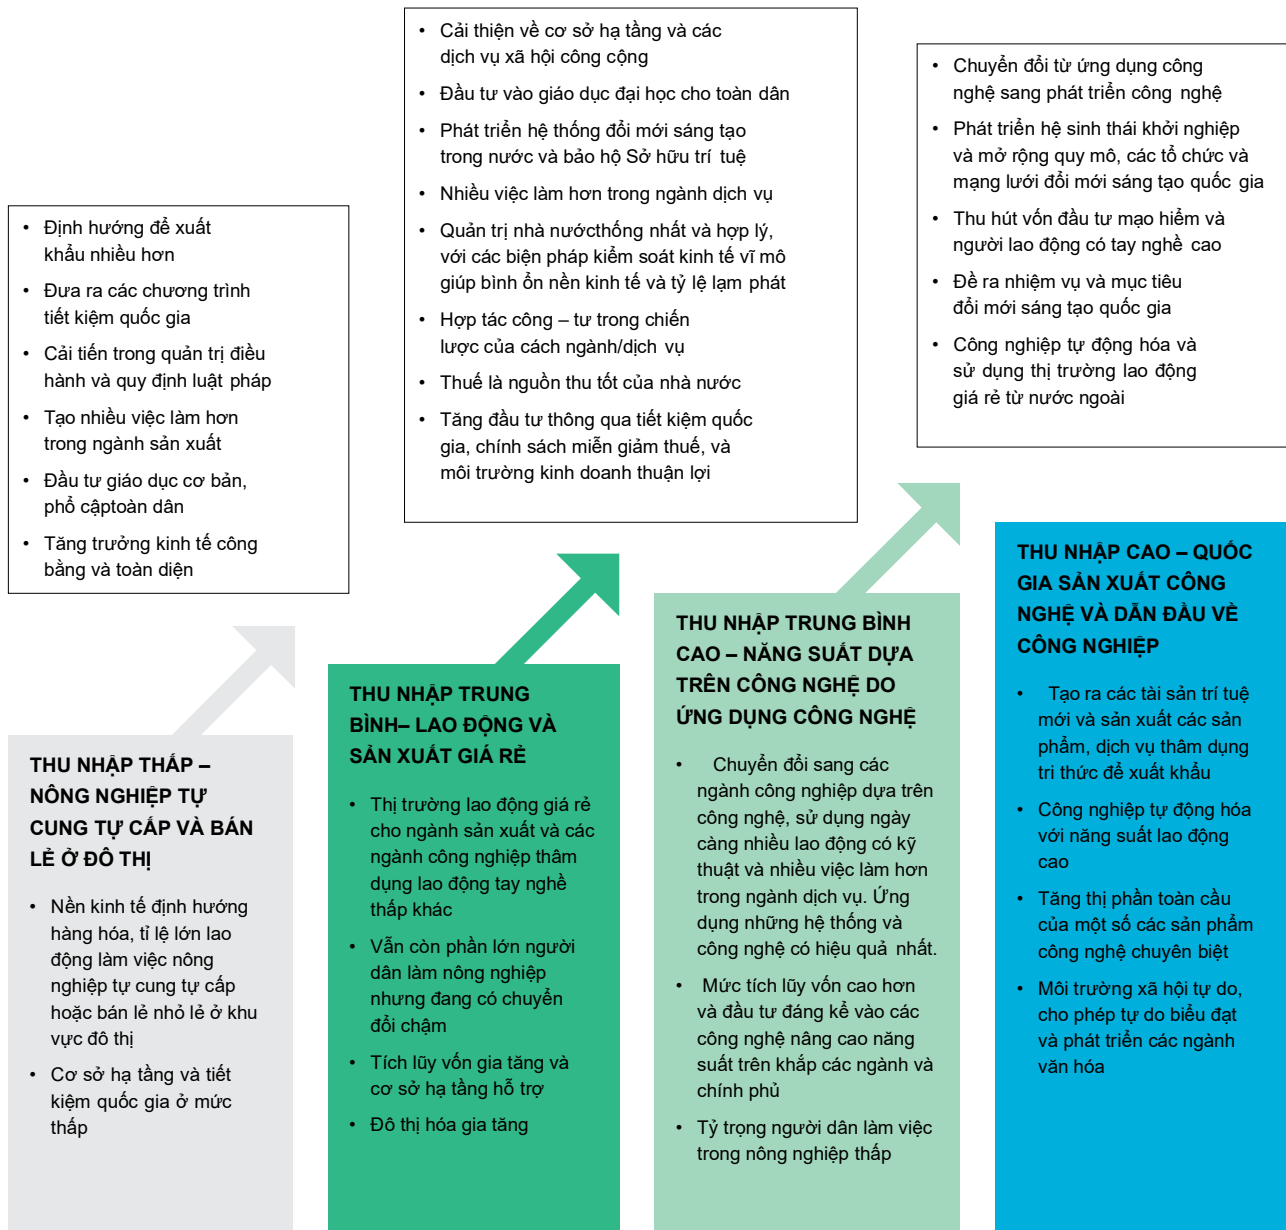 • Định hướng để xuất
khẩu nhiều hơn
• Đưa ra các chương trình
tiết kiệm quốc gia
• Cải tiến trong quản trị điều
hành và quy định luật pháp
• Tạo nhiều việc làm hơn
trong ngành sản xuất
• Đầu tư giáo dục cơ bản,
phổ cậptoàn dân
• Tăng trưởng kinh tế công
bằng và toàn diện
• Cải thiện về cơ sở hạ tầng và các
dịch vụ xã hội công cộng
• Đầu tư vào giáo dục đại học cho toàn dân
• Phát triển hệ thống đổi mới sáng tạo
trong nước và bảo hộ Sở hữu trí tuệ
• Nhiều việc làm hơn trong ngành dịch vụ
• Quản trị nhà nướcthống nhất và hợp lý,
với các biện pháp kiểm soát kinh tế vĩ mô
giúp bình ổn nền kinh tế và tỷ lệ lạm phát
• Hợp tác công – tư trong chiến
lược của cách ngành/dịch vụ
• Thuế là nguồn thu tốt của nhà nước
• Tăng đầu tư thông qua tiết kiệm quốc
gia, chính sách miễn giảm thuế, và
môi trường kinh doanh thuận lợi
• Chuyển đổi từ ứng dụng công
nghệ sang phát triển công nghệ
• Phát triển hệ sinh thái khởi nghiệp
và mở rộng quy mô, các tổ chức và
mạng lưới đổi mới sáng tạo quốc gia
• Thu hút vốn đầu tư mạo hiểm và
người lao động có tay nghề cao
• Đề ra nhiệm vụ và mục tiêu
đổi mới sáng tạo quốc gia
• Công nghiệp tự động hóa và
sử dụng thị trường lao động
giá rẻ từ nước ngoài
THU NHẬP THẤP –
NÔNG NGHIỆP TỰ
CUNG TỰ CẤP VÀ BÁN
LẺ Ở ĐÔ THỊ
• Nền kinh tế định hướng
hàng hóa, tỉ lệ lớn lao
động làm việc nông
nghiệp tự cung tự cấp
hoặc bán lẻ nhỏ lẻ ở khu
vực đô thị
• Cơ sở hạ tầng và tiết
kiệm quốc gia ở mức
thấp
THU NHẬP TRUNG
BÌNH– LAO ĐỘNG VÀ
SẢN XUẤT GIÁ RẺ
• Thị trường lao động giá rẻ
cho ngành sản xuất và các
ngành công nghiệp thâm
dụng lao động tay nghề
thấp khác
• Vẫn còn phần lớn người
dân làm nông nghiệp
nhưng đang có chuyển
đổi chậm
• Tích lũy vốn gia tăng và
cơ sở hạ tầng hỗ trợ
• Đô thị hóa gia tăng
THU NHẬP TRUNG BÌNH
CAO – NĂNG SUẤT DỰA
TRÊN CÔNG NGHỆ DO
ỨNG DỤNG CÔNG NGHỆ
• Chuyển đổi sang các
ngành công nghiệp dựa trên
công nghệ, sử dụng ngày
càng nhiều lao động có kỹ
thuật và nhiều việc làm hơn
trong ngành dịch vụ. Ứng
dụng những hệ thống và
công nghệ có hiệu quả nhất.
• Mức tích lũy vốn cao hơn
và đầu tư đáng kể vào các
công nghệ nâng cao năng
suất trên khắp các ngành và
chính phủ
• Tỷ trọng người dân làm việc
trong nông nghiệp thấp
THU NHẬP CAO – QUỐC
GIA SẢN XUẤT CÔNG
NGHỆ VÀ DẪN ĐẦU VỀ
CÔNG NGHIỆP
• Tạo ra các tài sản trí tuệ
mới và sản xuất các sản
phẩm, dịch vụ thâm dụng
tri thức để xuất khẩu
• Công nghiệp tự động hóa
với năng suất lao động
cao
• Tăng thị phần toàn cầu
của một số các sản phẩm
công nghệ chuyên biệt
• Môi trường xã hội tự do,
cho phép tự do biểu đạt
và phát triển các ngành
văn hóa